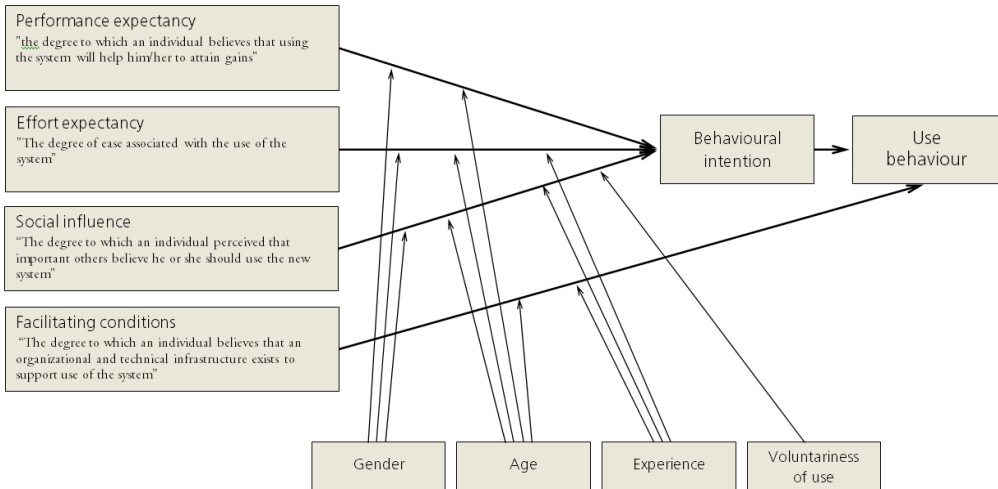 Performance expectancy
"the degree to which an individual believes that using
the system will help him/her to attain gains"
Effort expectancy
"The degree of ease associated with the use of the
system"
Social influence
“The degree to which an individual perceived that
important others believe he or she should use the new
system”
Facilitating conditions
“The degree to which an individual believes that an
organizational and technical infrastructure exists to
support use of the system”
Behavioural
intention
Use
behaviour
Gender
Age
Experience
Voluntariness
of use